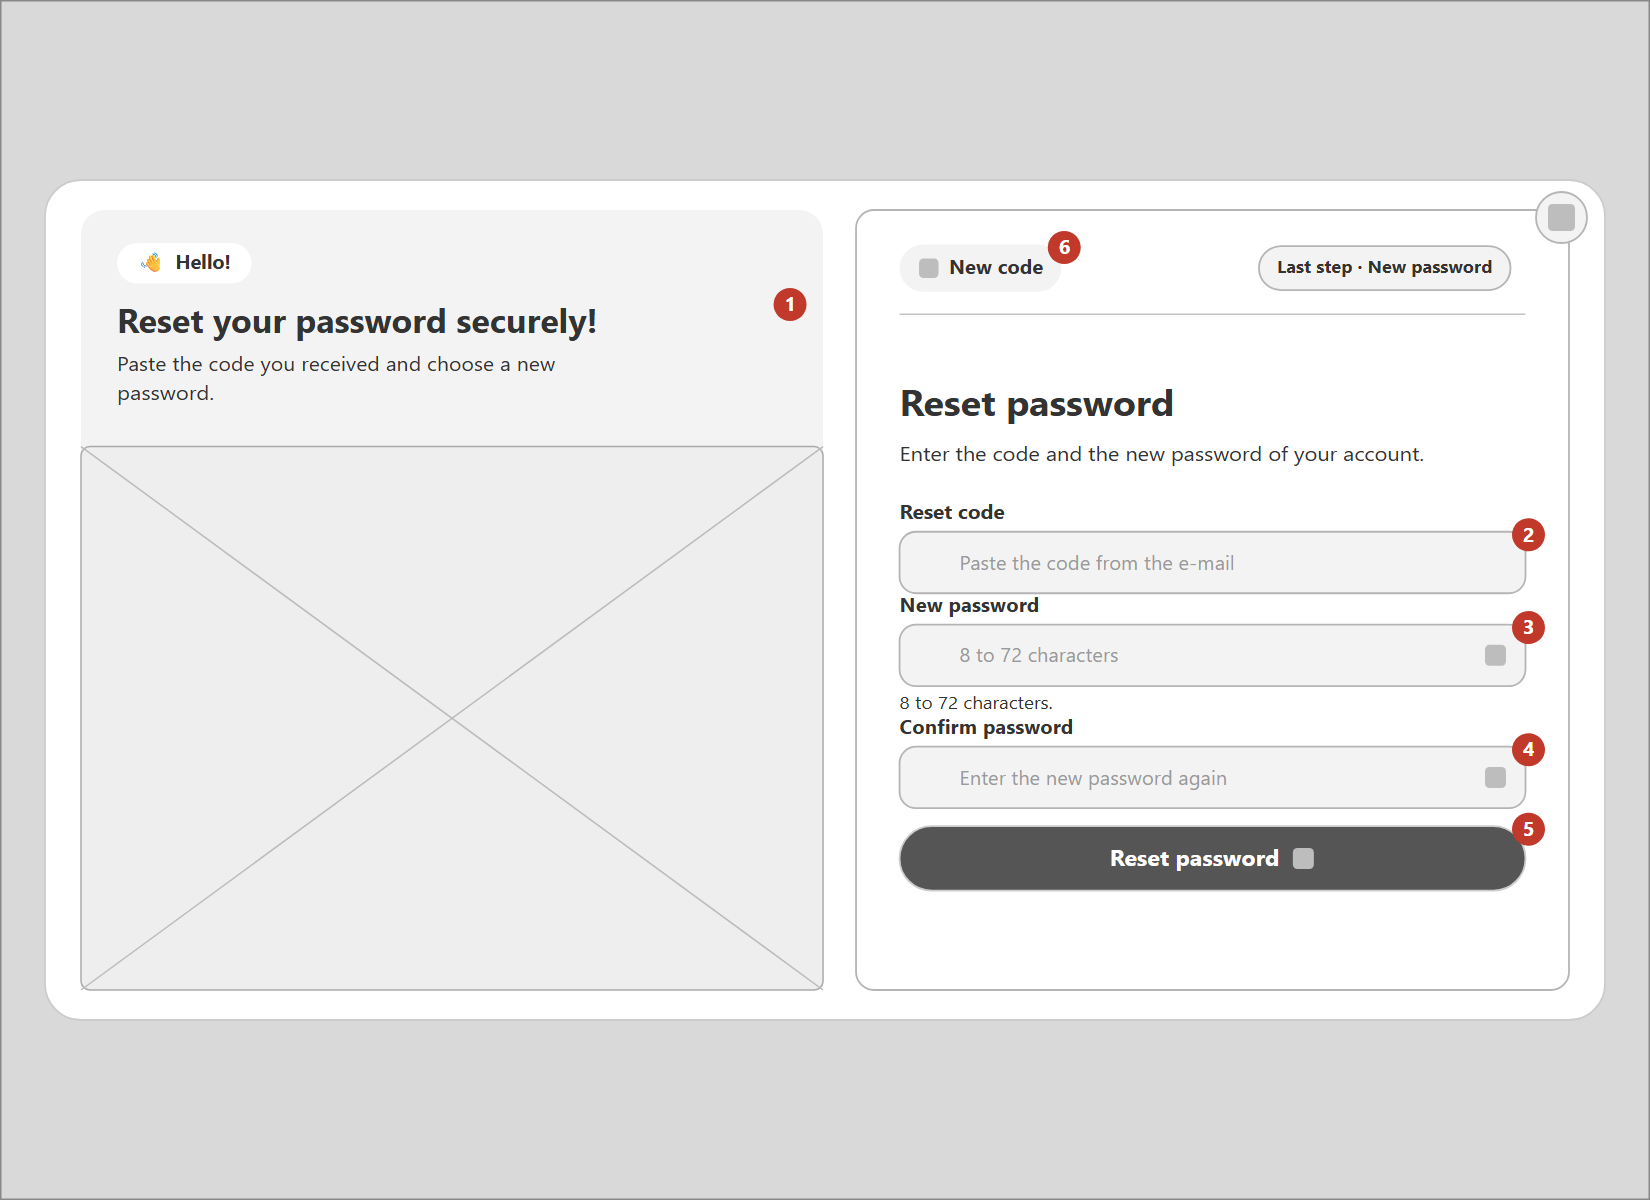 👋 Hello!
1
Reset your password securely!
Paste the code you received and choose a new
password.
New code
6
Last step · New password
Reset password
Enter the code and the new password of your account.
Reset code
2
Paste the code from the e-mail
New password
3
8 to 72 characters
8 to 72 characters.
Confirm password
4
Enter the new password again
5
Reset password